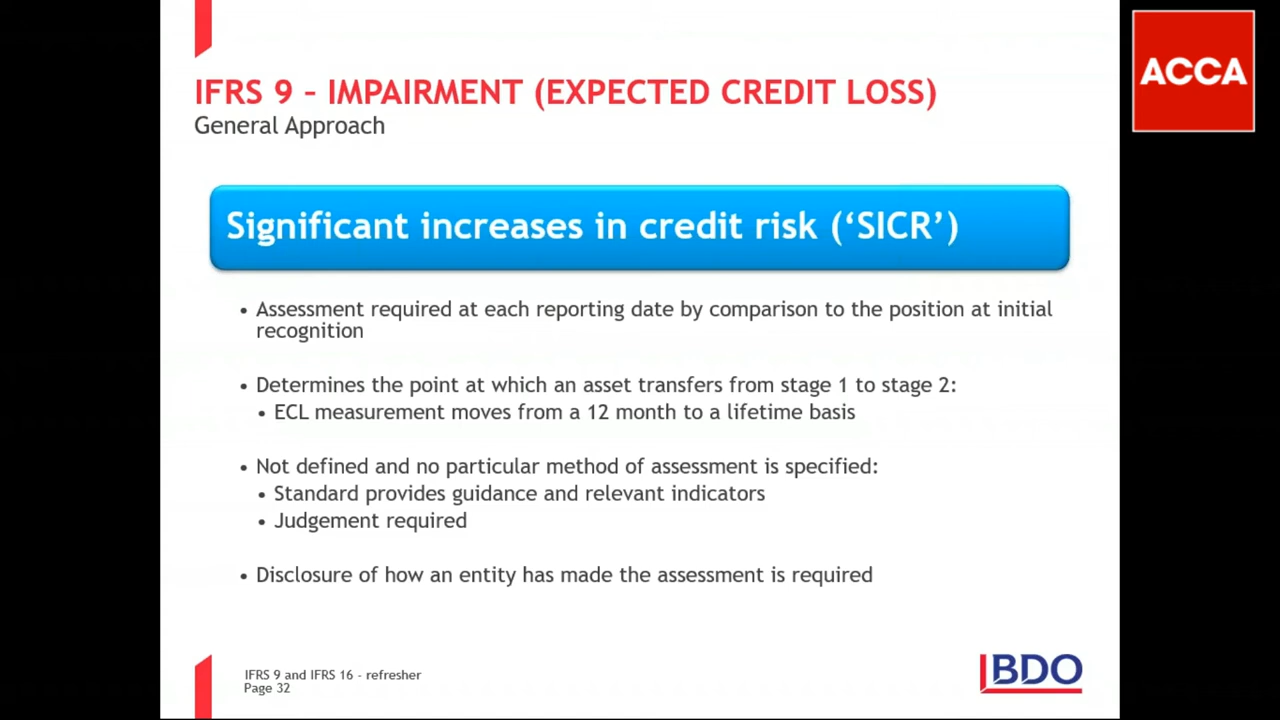 ACCA
IFRS 9 – IMPAIRMENT (EXPECTED CREDIT LOSS)
General Approach
Significant increases in credit risk (‘SICR’)
• Assessment required at each reporting date by comparison to the position at initial
recognition
• Determines the point at which an asset transfers from stage 1 to stage 2:
• ECL measurement moves from a 12 month to a lifetime basis
• Not defined and no particular method of assessment is specified:
• Standard provides guidance and relevant indicators
• Judgement required
• Disclosure of how an entity has made the assessment is required
IFRS 9 and IFRS 16 - refresher
Page 32
BDO